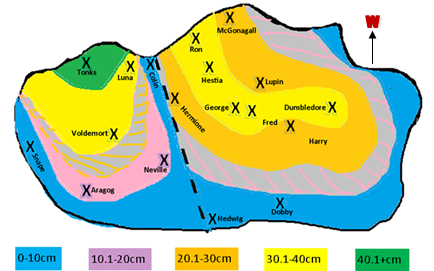 W
McGonagall
Ron
Tonks
Luna
Colin
Hestia
Lupin
George
Fred
Dumbledore
Hermione
Harry
Voldemort
Snape
Neville
Aragog
Hedwig
Dobby
0-10cm
10.1-20cm
20.1-30cm
30.1-40cm
40.1+cm